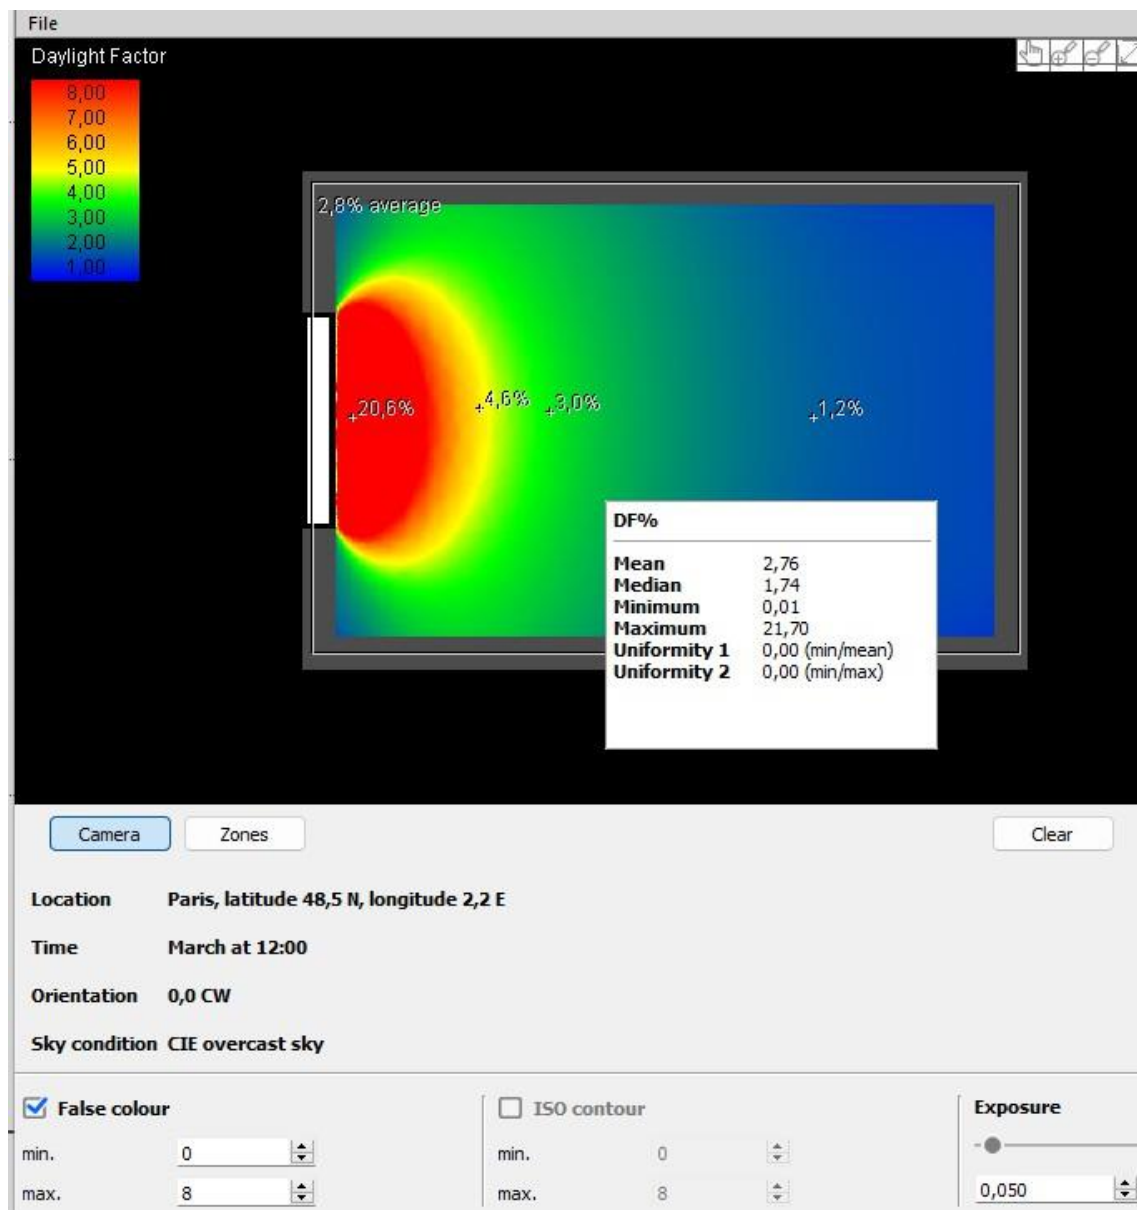 File
Daylight Factor
8,00
7,00
6,00
5,00
4,00
3,00
2,00
1,00
2,8% average
20,6%
4,6%
3,0%
1,2%
DF%
Mean 2,76
Median 1,74
Minimum 0,01
Maximum 21,70
Uniformity 1 0,00 (min/mean)
Uniformity 2 0,00 (min/max)
Camera Zones Clear
Location Paris, latitude 48,5 N, longitude 2,2 E
Time March at 12:00
Orientation 0,0 CW
Sky condition CIE overcast sky
False colour
min. 0
max. 8
ISO contour
min. 0
max. 8
Exposure
0,050